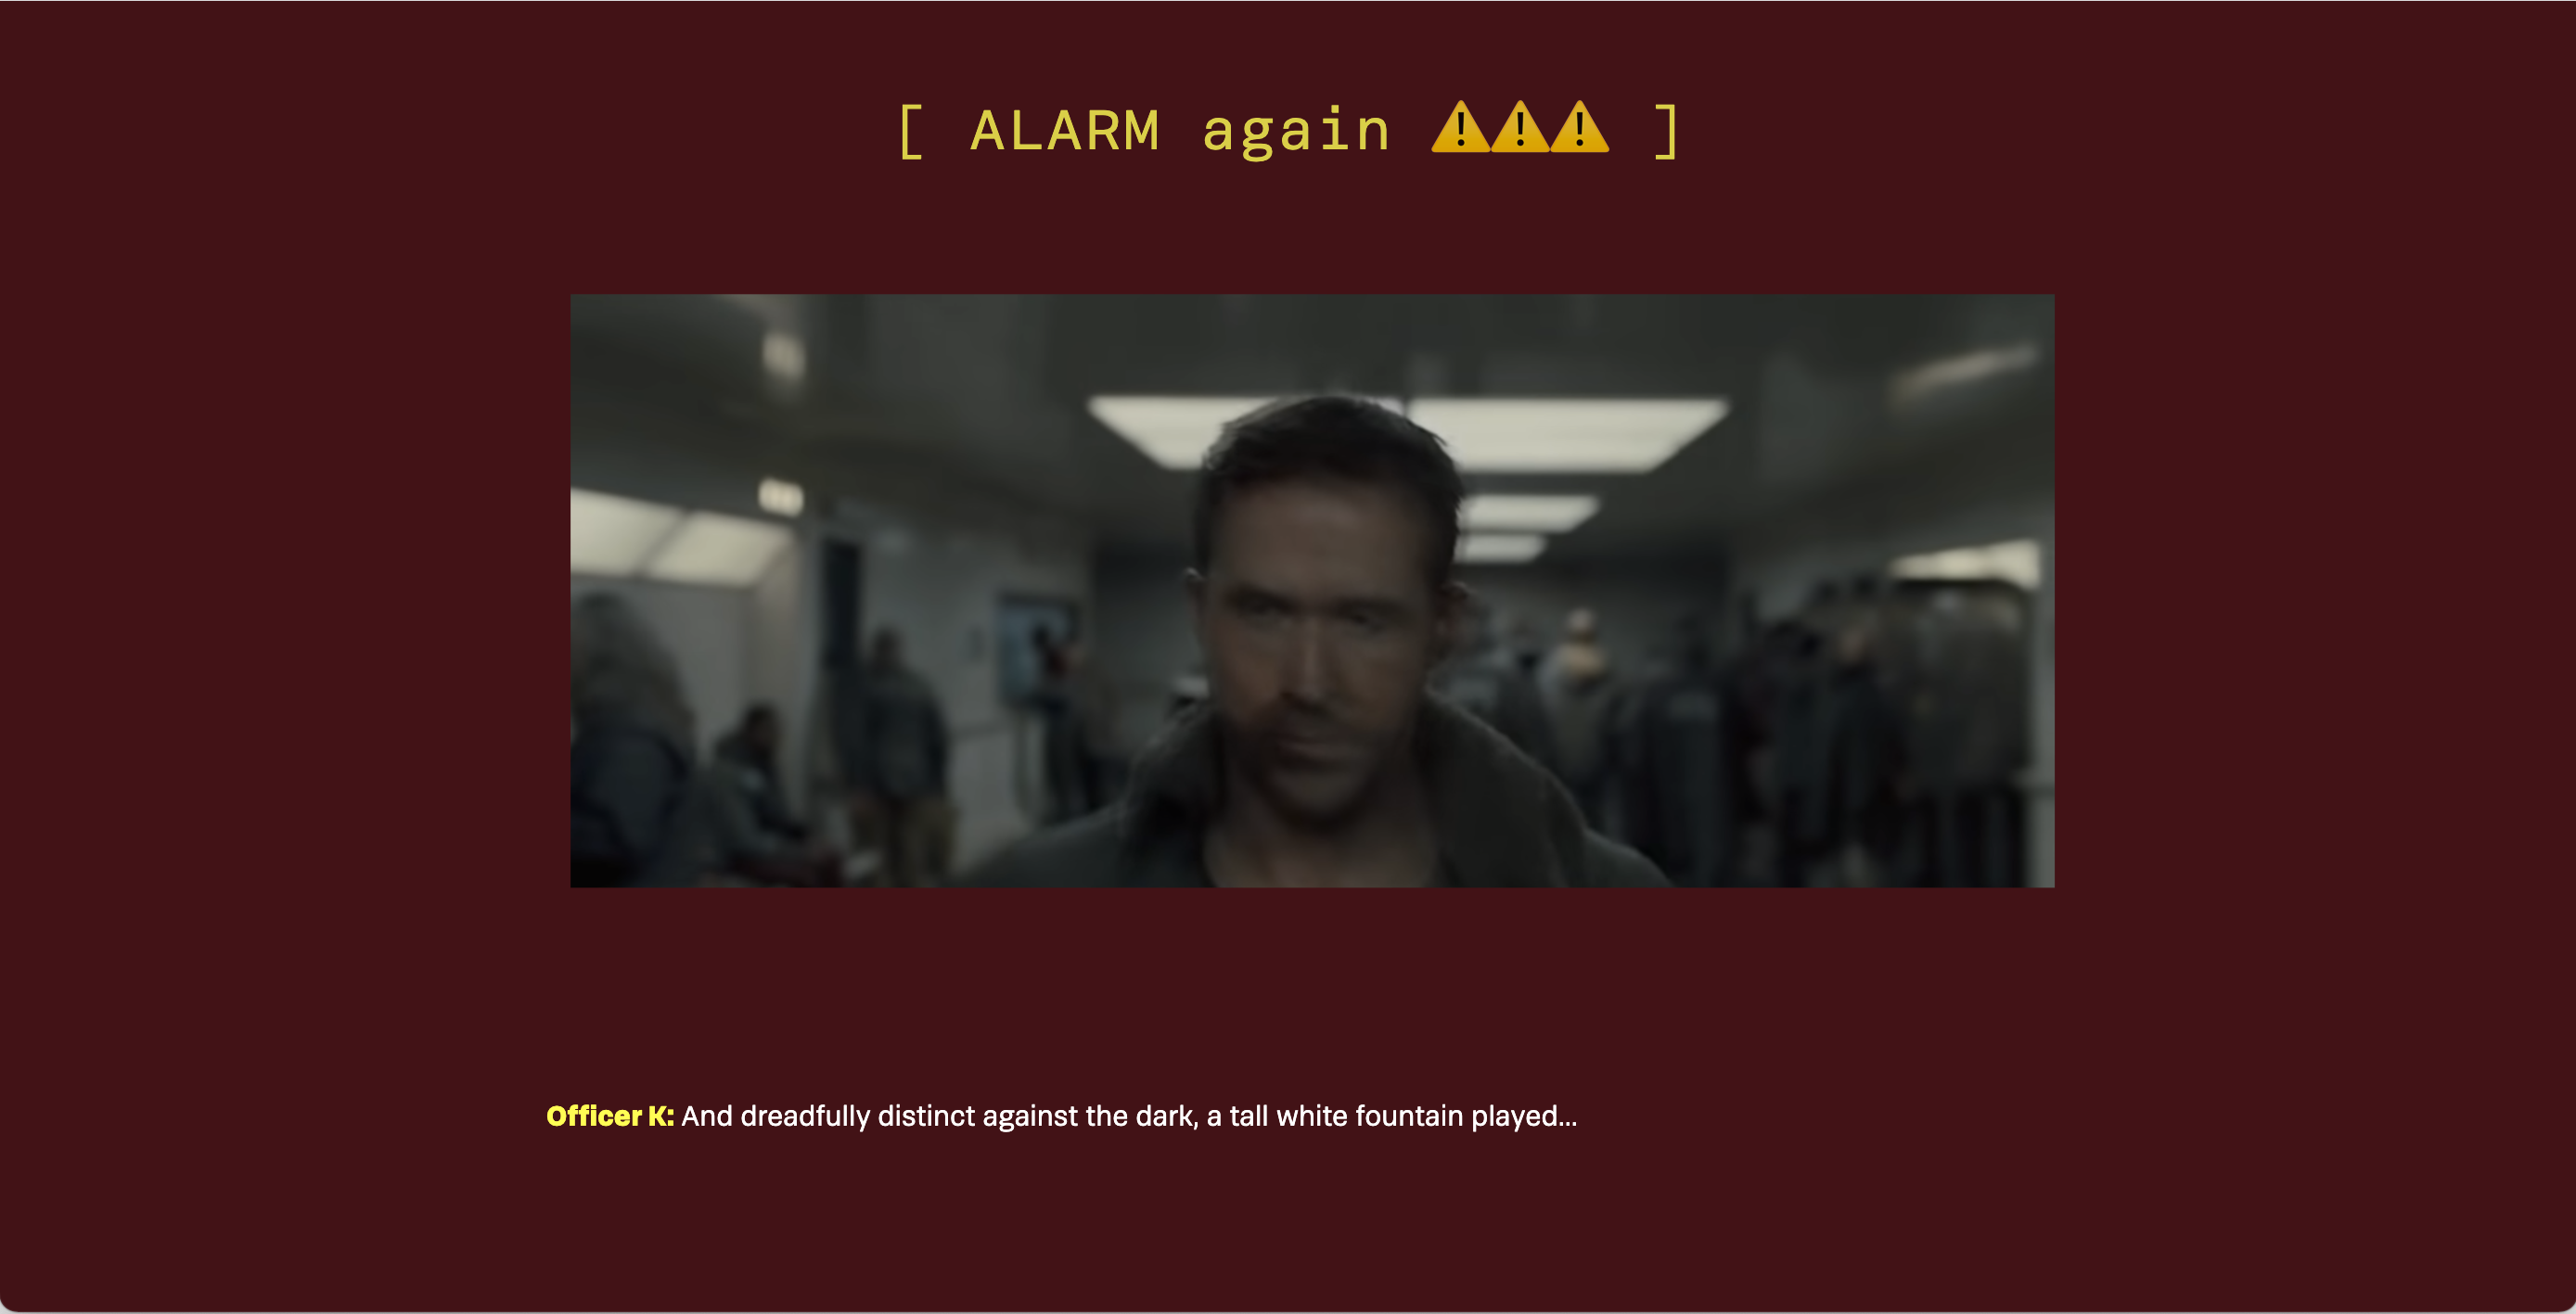 [ ALARM again ⚠️⚠️⚠️ ]
Officer K: And dreadfully distinct against the dark, a tall white fountain played...